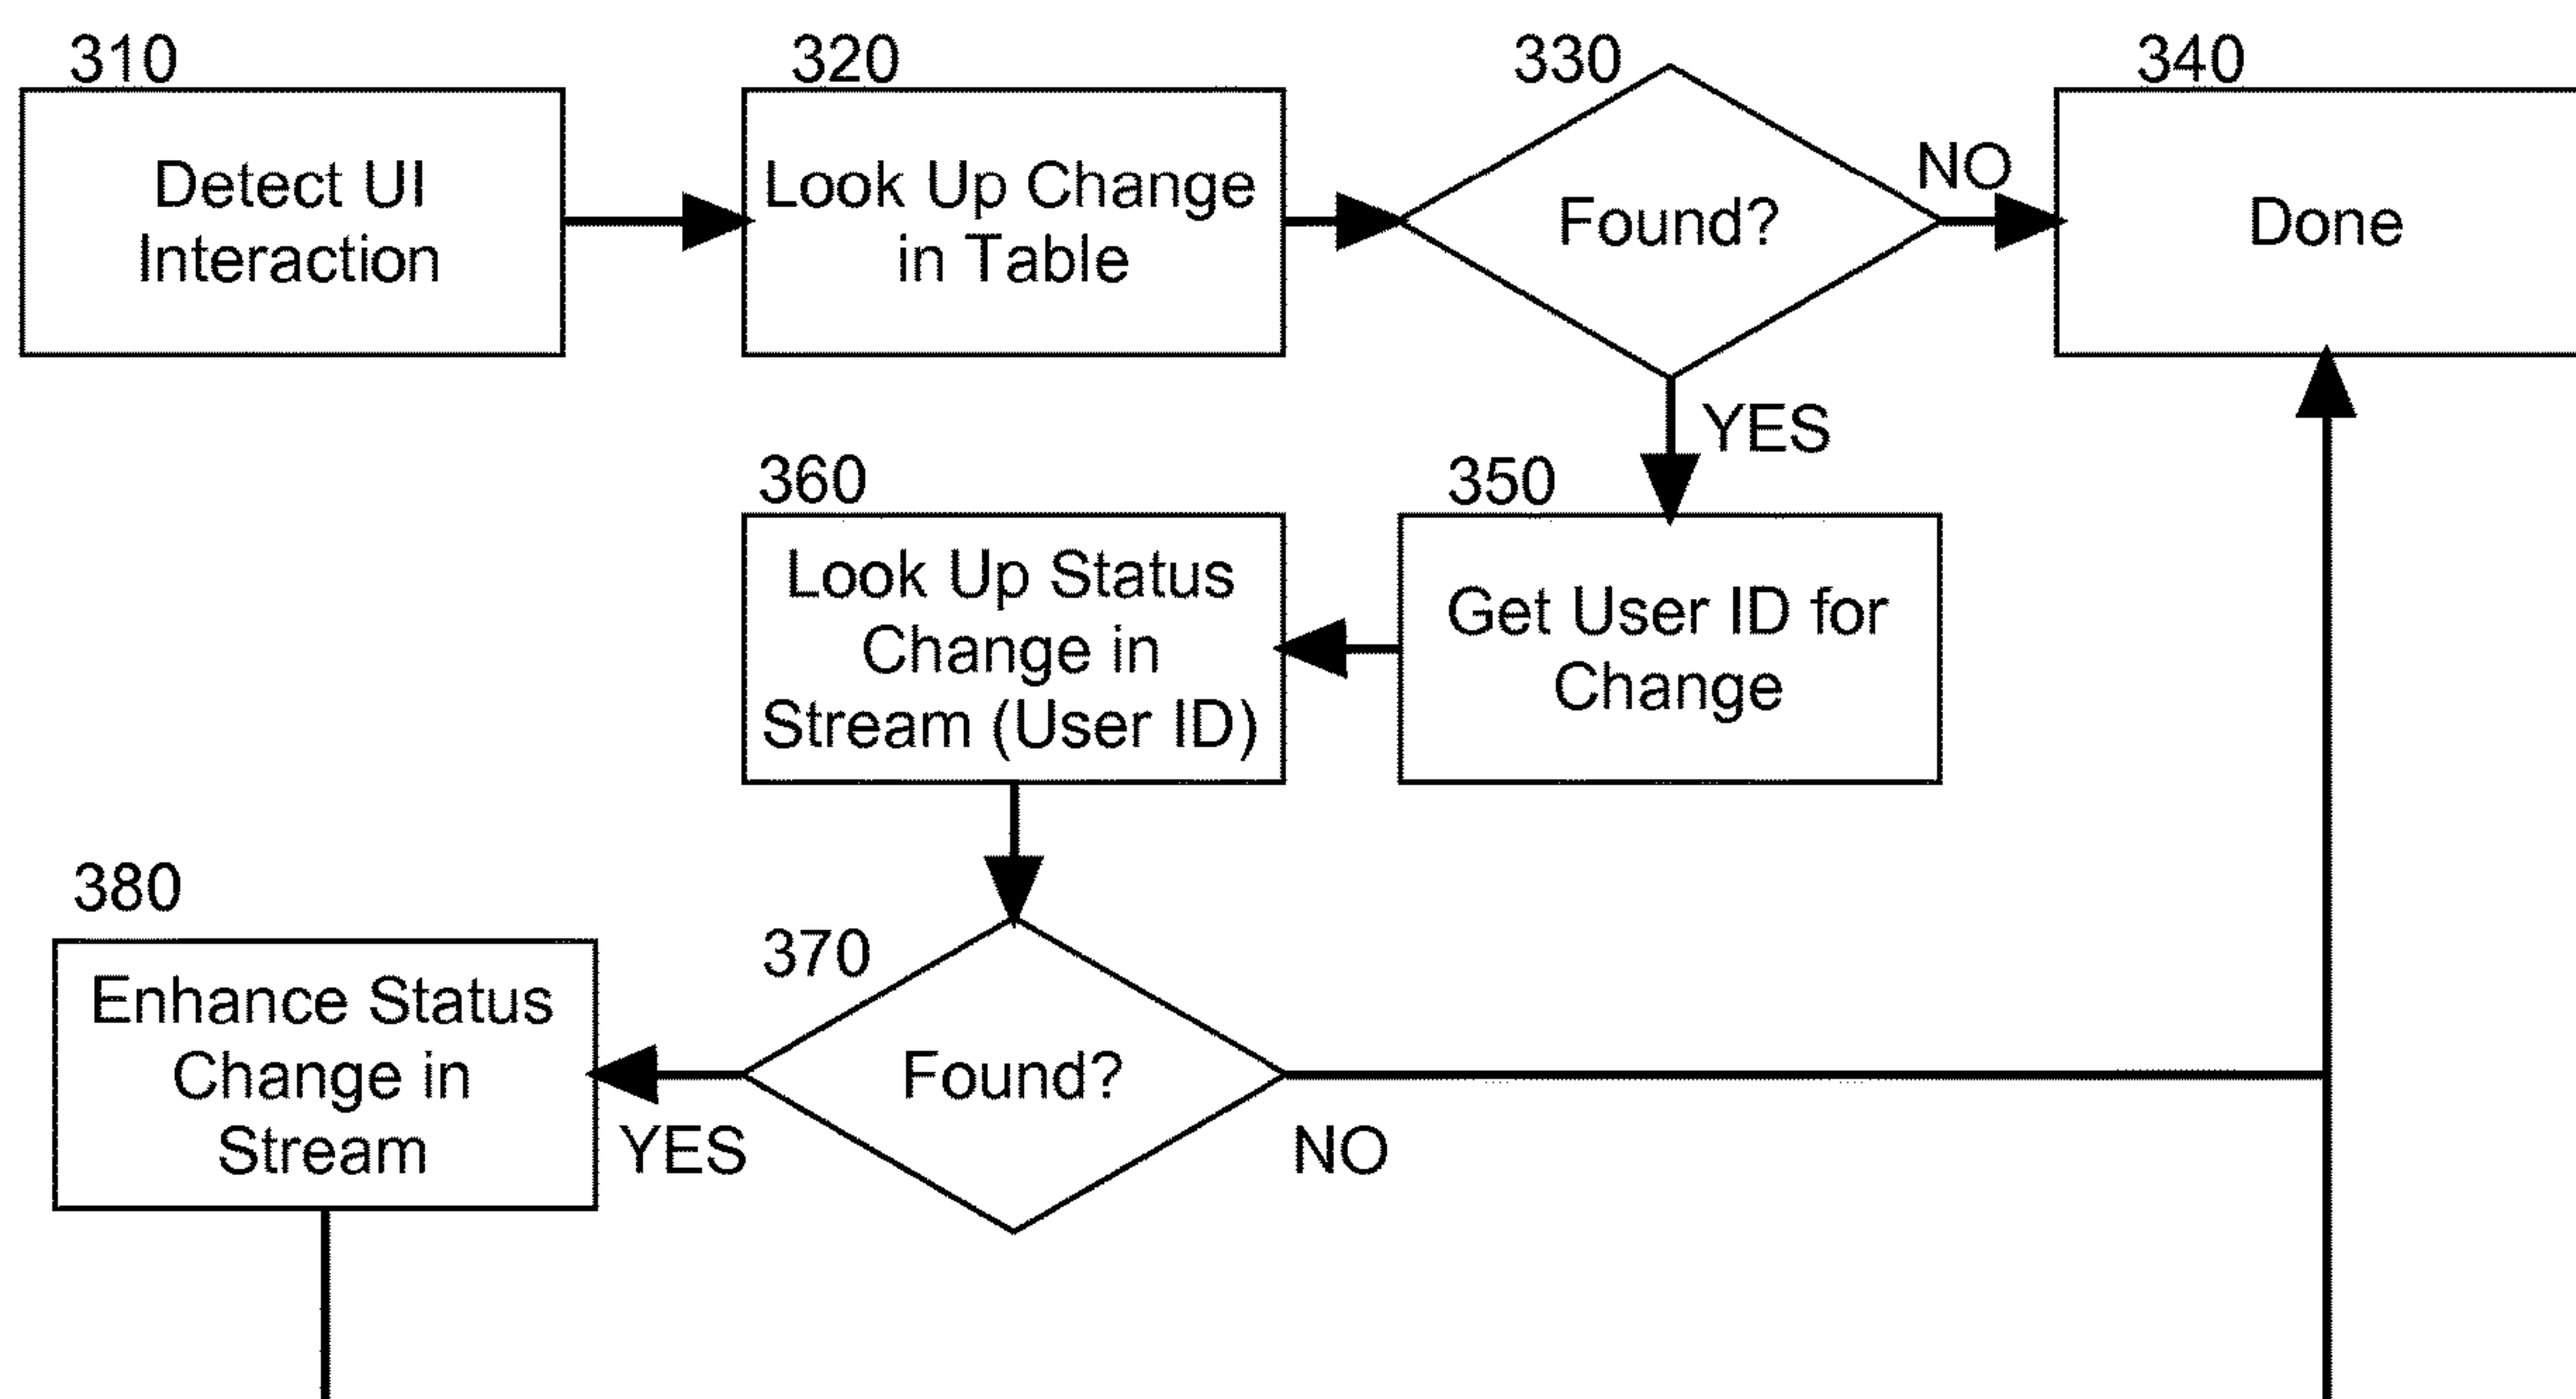 310
Detect UI
Interaction
320
Look Up Change
in Table
330
Found?
NO
340
Done
YES
350
Get User ID for
Change
360
Look Up Status
Change in
Stream (User ID)
370
Found?
YES
NO
380
Enhance Status
Change in
Stream